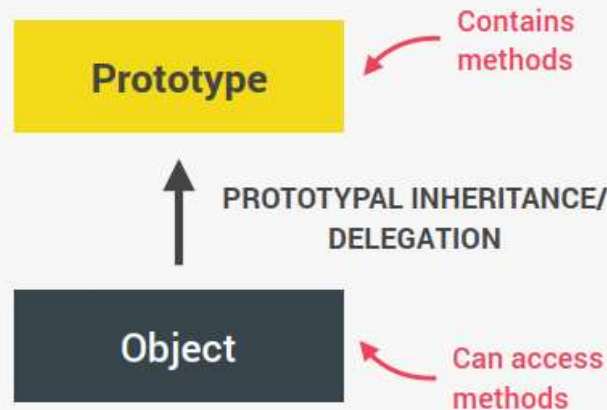 Contains
methods
Prototype
PROTOTYPAL INHERITANCE/
DELEGATION
Object
Can access
methods